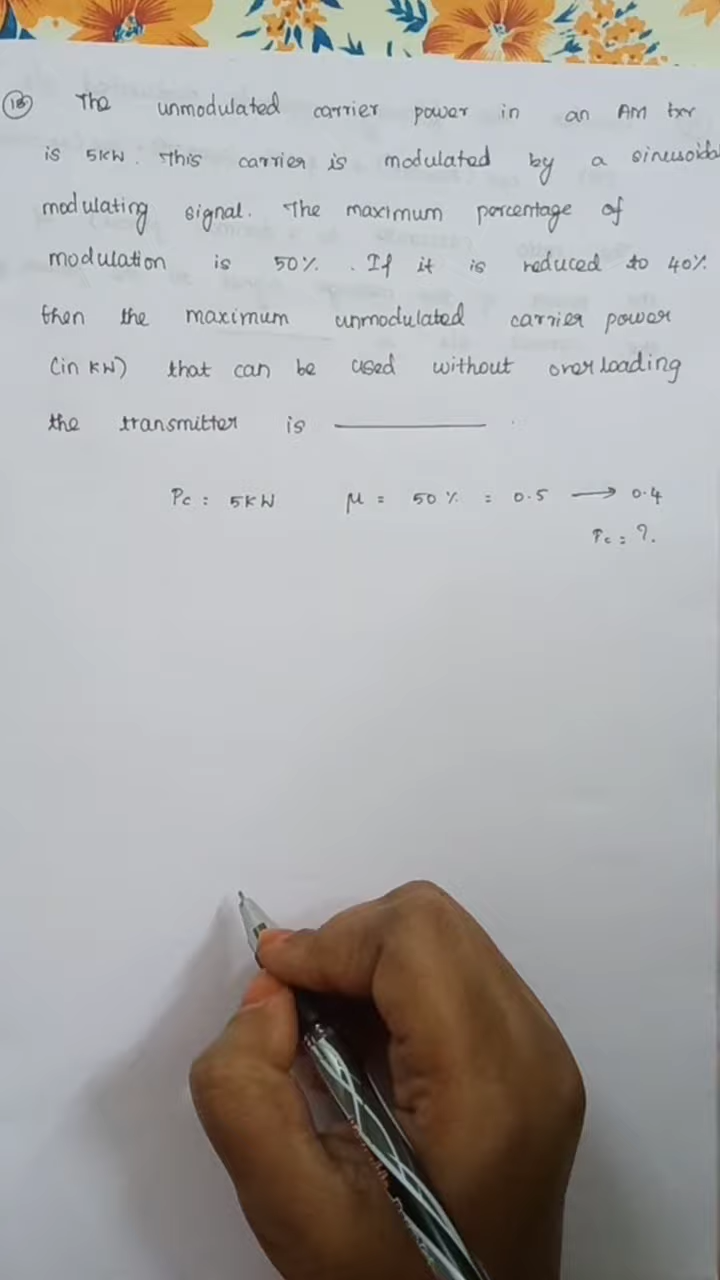 18 The unmodulated carrier power in an AM txr
is 5KW. This carrier is modulated by a sinusoidal
modulating signal. The maximum percentage of
modulation is 50%. If it is reduced to 40%
then the maximum unmodulated carrier power
(in KW) that can be used without overloading
the transmitter is ______
Pc = 5KW μ = 50% = 0.5 → 0.4
Pc = ?.